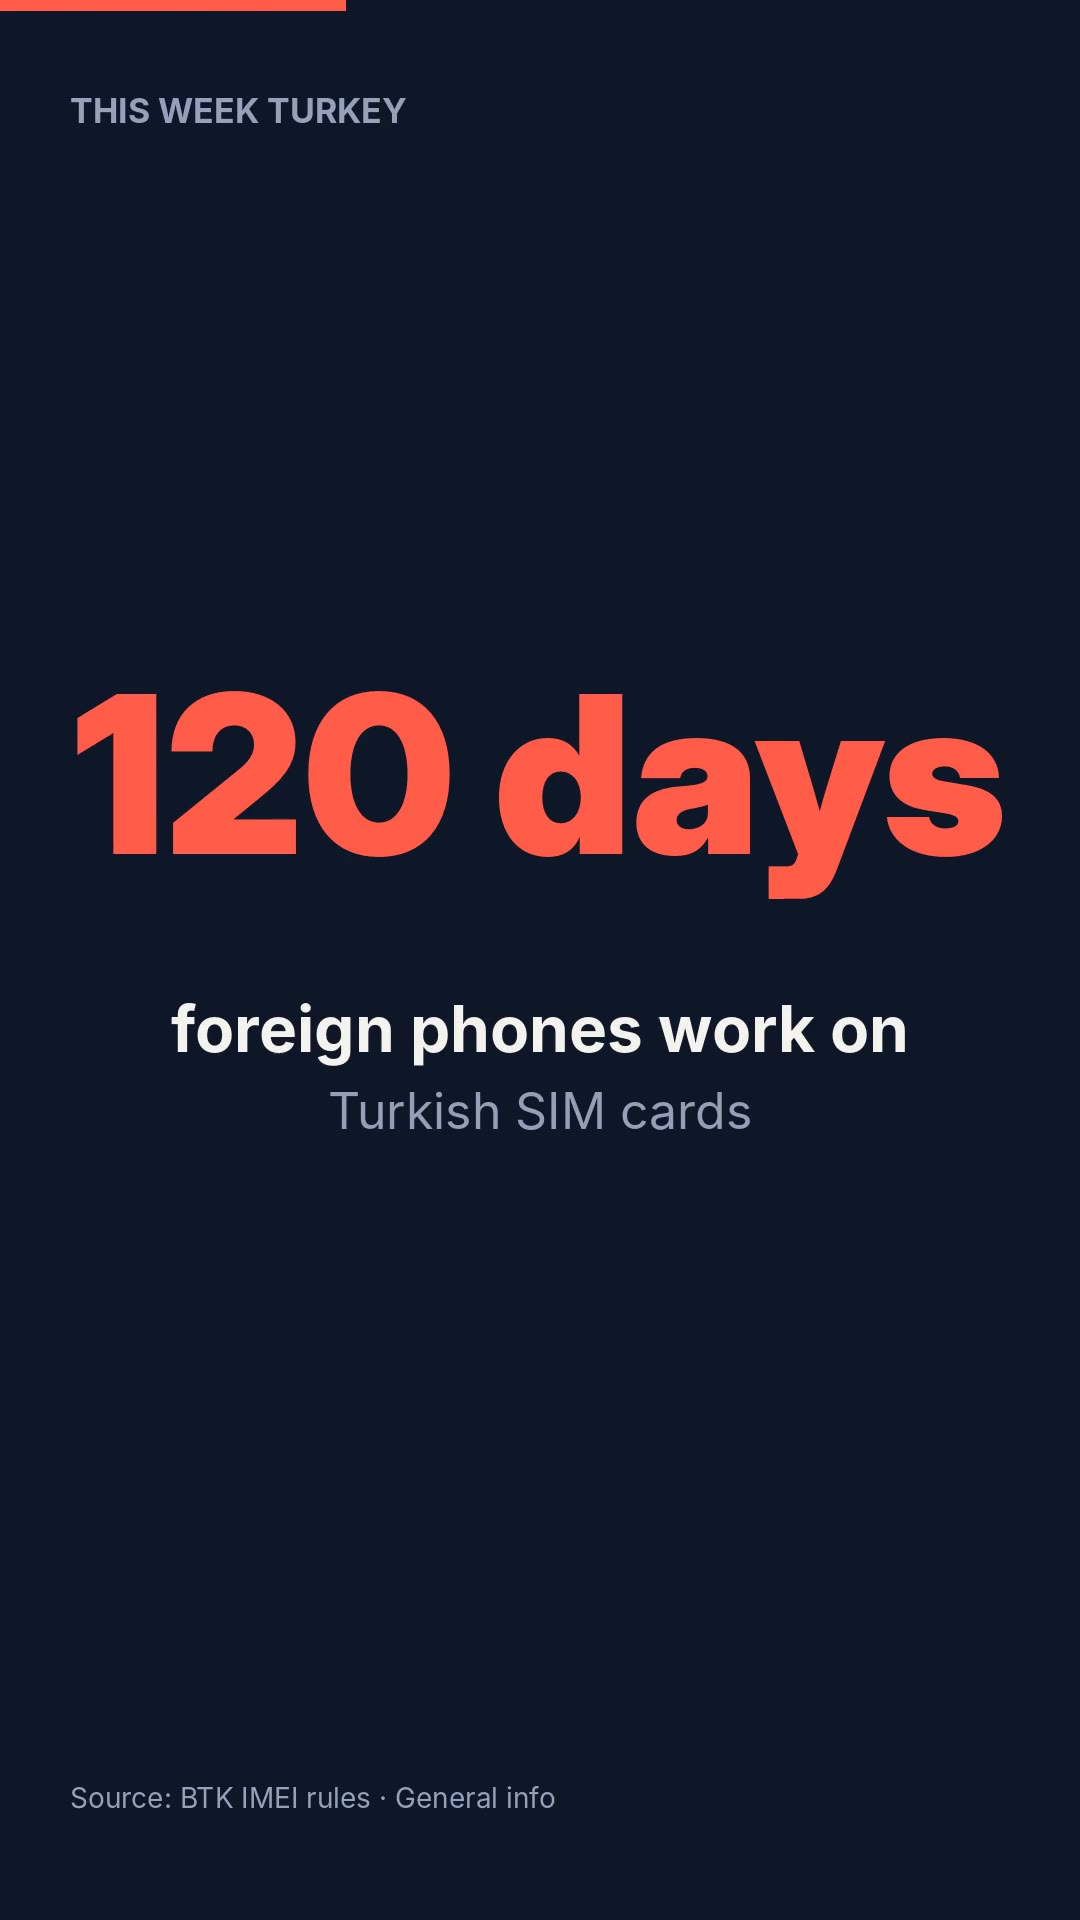 THIS WEEK TURKEY
120 days
foreign phones work on
Turkish SIM cards
Source: BTK IMEI rules · General info